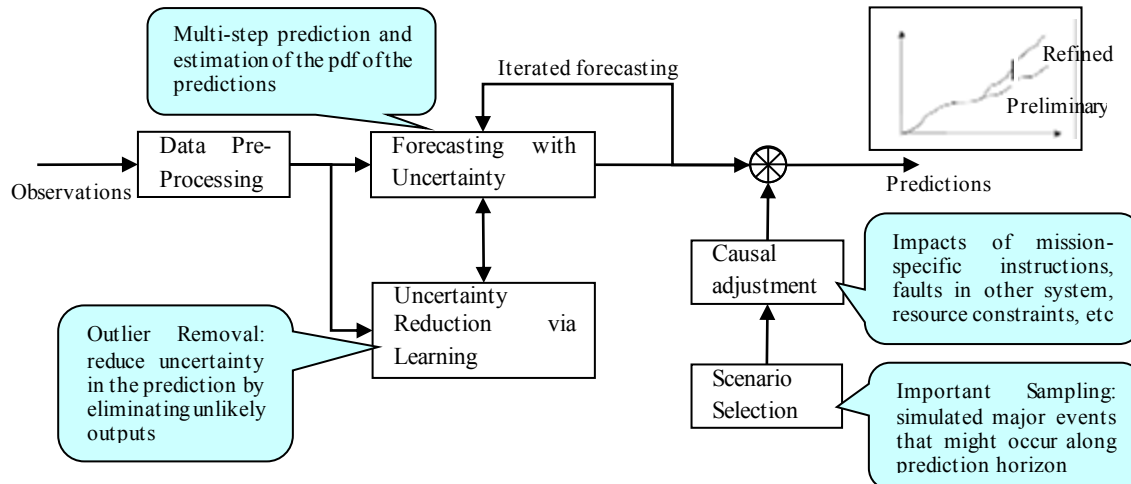 Multi-step prediction and
estimation of the pdf of the
predictions
Iterated forecasting
Refined
Preliminary
Observations
Data Pre-
Processing
Forecasting with
Uncertainty
Predictions
Uncertainty
Reduction via
Learning
Outlier Removal:
reduce uncertainty
in the prediction by
eliminating unlikely
outputs
Causal
adjustment
Impacts of mission-
specific instructions,
faults in other system,
resource constraints, etc
Scenario
Selection
Important Sampling:
simulated major events
that might occur along
prediction horizon